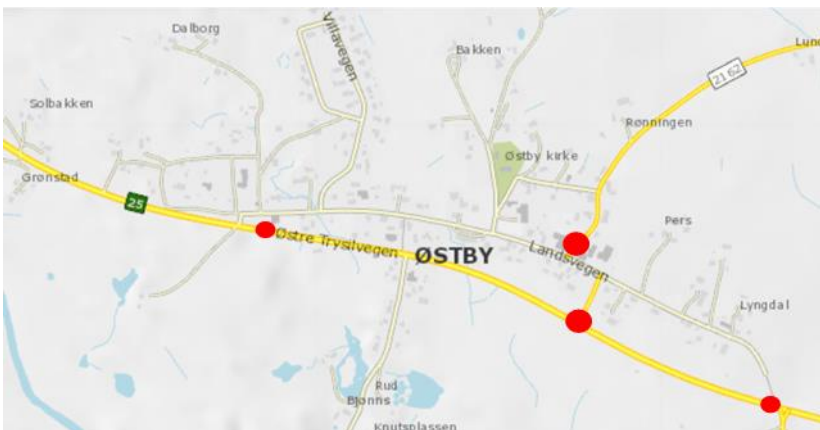 Dalborg
Villavegen
Bakken
Lund
2162
Solbakken
Rønningen
Østby kirke
Grønstad
25
Pers
Østre Trysilvegen
ØSTBY
Landsvegen
Lyngdal
Rud
Bjønns
Knutsplassen